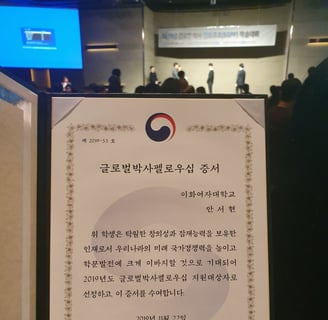 제 2019-53 호
글로벌박사펠로우십 증서
이화여자대학교
안서현
위 학생은 탁월한 창의성과 잠재능력을 보유한
인재로서 우리나라의 미래 국가경쟁력을 높이고
학문발전에 크게 이바지할 것으로 기대되어
2019년도 글로벌박사펠로우십 지원대상자로
선정하고, 이 증서를 수여합니다.
2019년 11월 22일